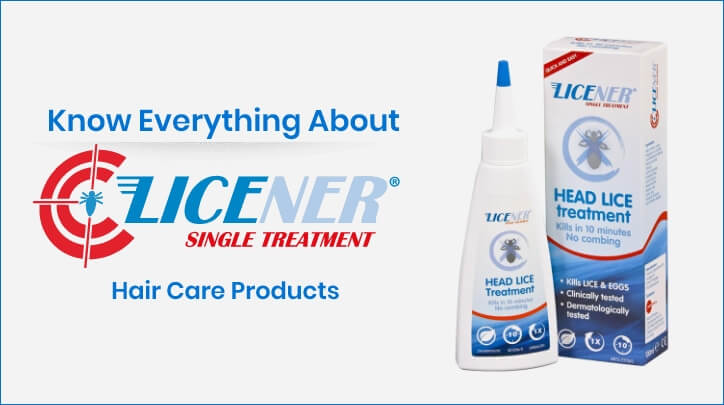 Know Everything About
LICENER®
SINGLE TREATMENT
Hair Care Products
LICENER®
HEAD LICE
Treatment
Kills in 10 minutes
No combing
1X
QUICK AND EASY
LICENER®
SINGLE TREATMENT
HEAD LICE
treatment
Kills in 10 minutes
No combing
• Kills LICE & EGGS
• Clinically tested
• Dermatologically
tested
1X